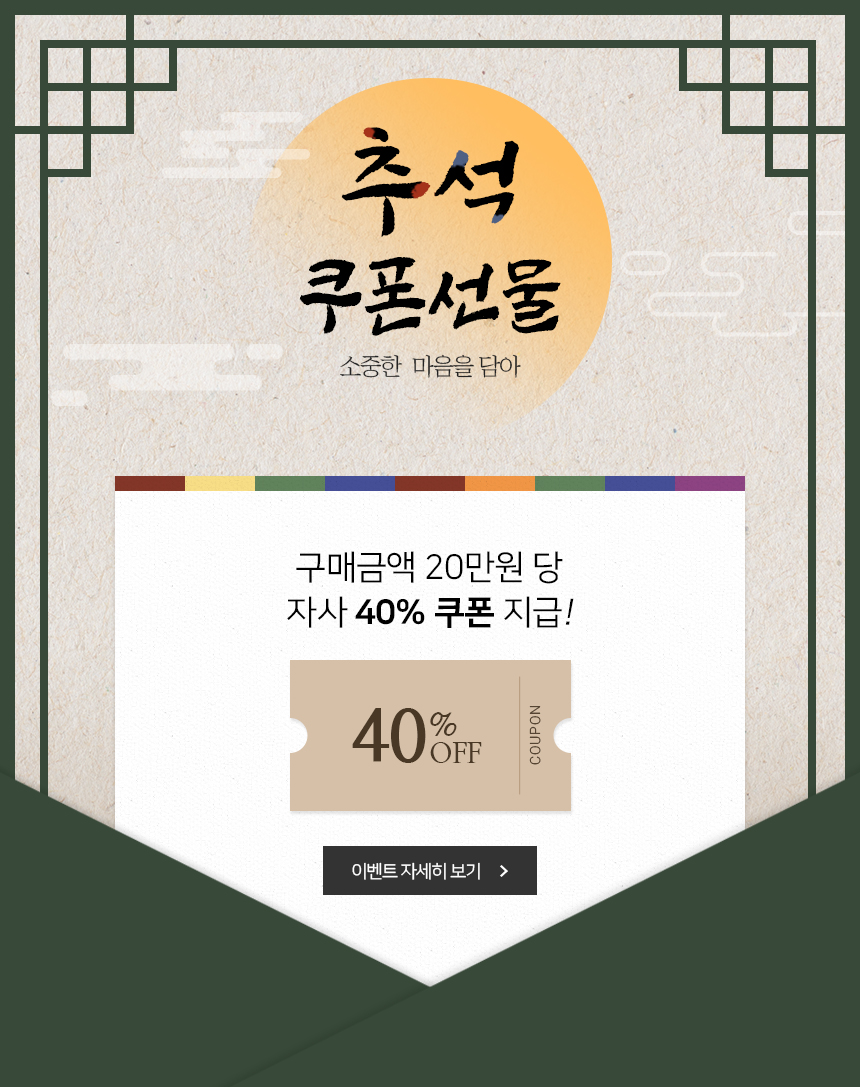 추석
쿠폰선물
소중한 마음을 담아
구매금액 20만원 당
자사 40% 쿠폰 지급!
40%
OFF
COUPON
이벤트 자세히 보기 >